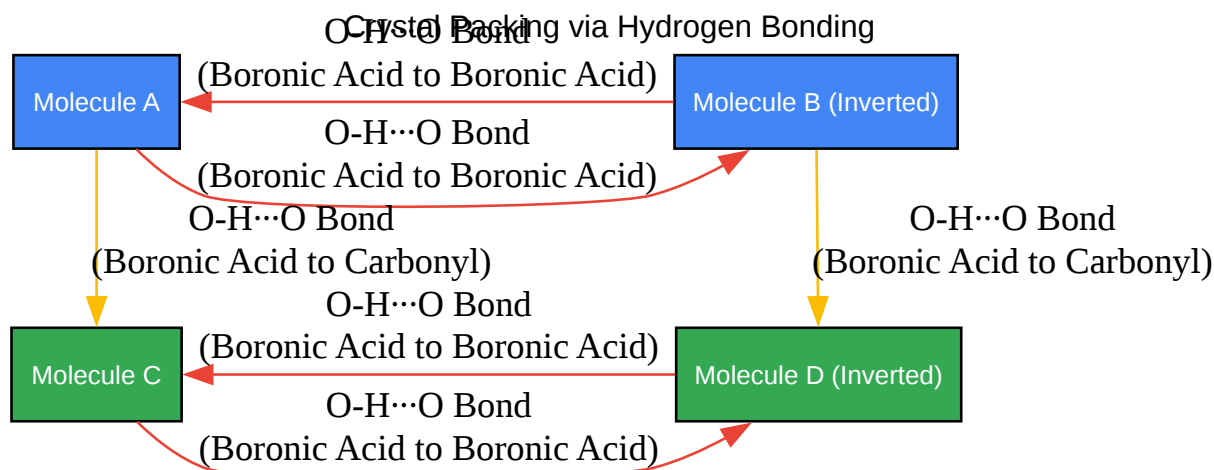 Crystal Packing via Hydrogen Bonding
O-H···O Bond
(Boronic Acid to Boronic Acid)
Molecule A
Molecule B (Inverted)
O-H···O Bond
(Boronic Acid to Boronic Acid)
O-H···O Bond
(Boronic Acid to Carbonyl)
O-H···O Bond
(Boronic Acid to Carbonyl)
O-H···O Bond
(Boronic Acid to Boronic Acid)
Molecule C
Molecule D (Inverted)
O-H···O Bond
(Boronic Acid to Boronic Acid)